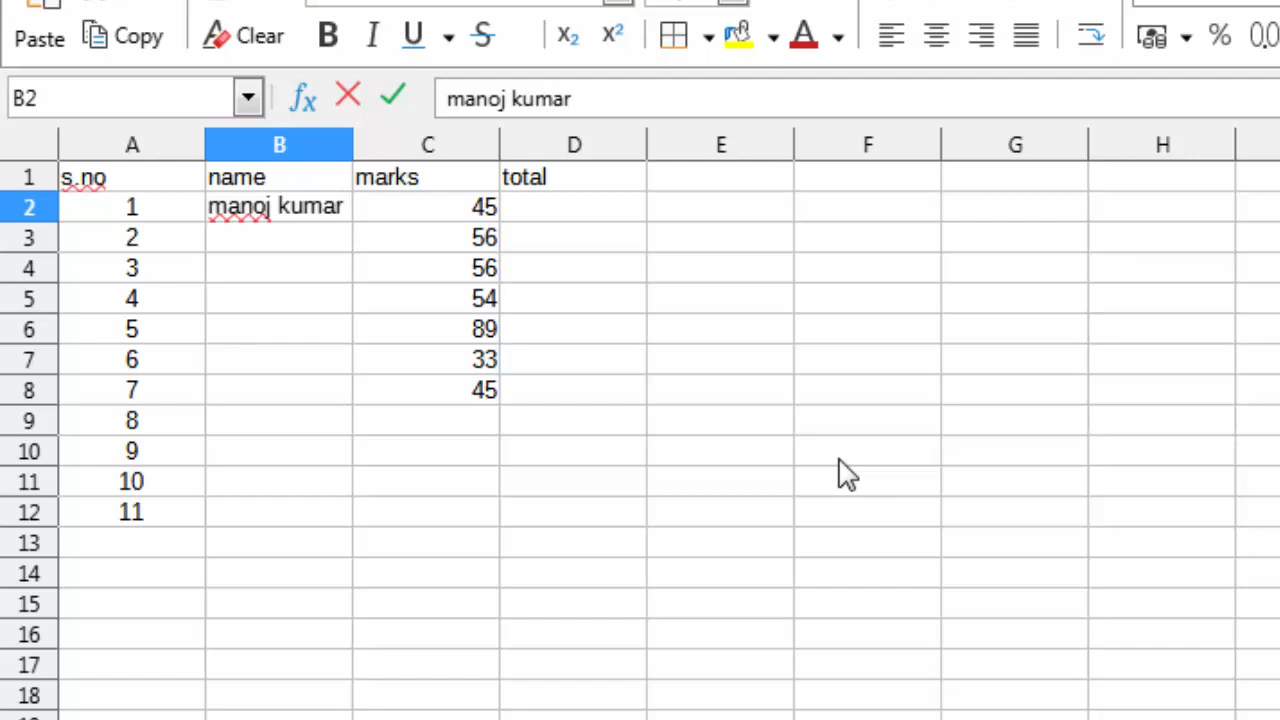 Paste Copy Clear B I U S X₂ X² A %
B2 fx manoj kumar
A B C D E F G H
1 s.no name marks total
2 1 manoj kumar 45
3 2 56
4 3 56
5 4 54
6 5 89
7 6 33
8 7 45
9 8
10 9
11 10
12 11
13
14
15
16
17
18